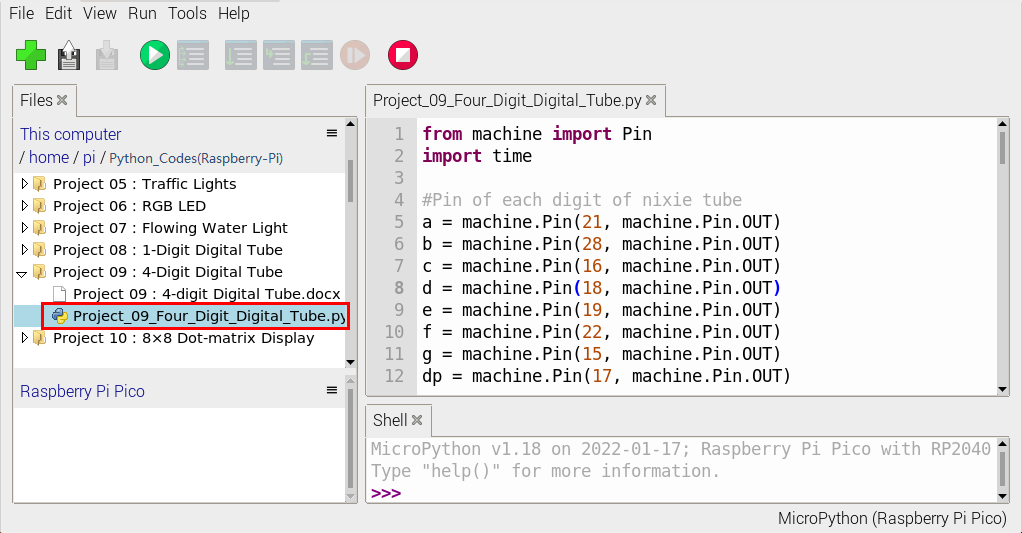 File Edit View Run Tools Help
Files
This computer
/ home / pi / Python_Codes(Raspberry-Pi)
Project 05：Traffic Lights
Project 06：RGB LED
Project 07：Flowing Water Light
Project 08：1-Digit Digital Tube
Project 09：4-Digit Digital Tube
Project 09：4-digit Digital Tube.docx
Project_09_Four_Digit_Digital_Tube.py
Project 10：8×8 Dot-matrix Display
Raspberry Pi Pico
Project_09_Four_Digit_Digital_Tube.py
1 from machine import Pin
2 import time
3
4 #Pin of each digit of nixie tube
5 a = machine.Pin(21, machine.Pin.OUT)
6 b = machine.Pin(28, machine.Pin.OUT)
7 c = machine.Pin(16, machine.Pin.OUT)
8 d = machine.Pin(18, machine.Pin.OUT)
9 e = machine.Pin(19, machine.Pin.OUT)
10 f = machine.Pin(22, machine.Pin.OUT)
11 g = machine.Pin(15, machine.Pin.OUT)
12 dp = machine.Pin(17, machine.Pin.OUT)
Shell
MicroPython v1.18 on 2022-01-17; Raspberry Pi Pico with RP2040
Type "help()" for more information.
>>>
MicroPython (Raspberry Pi Pico)